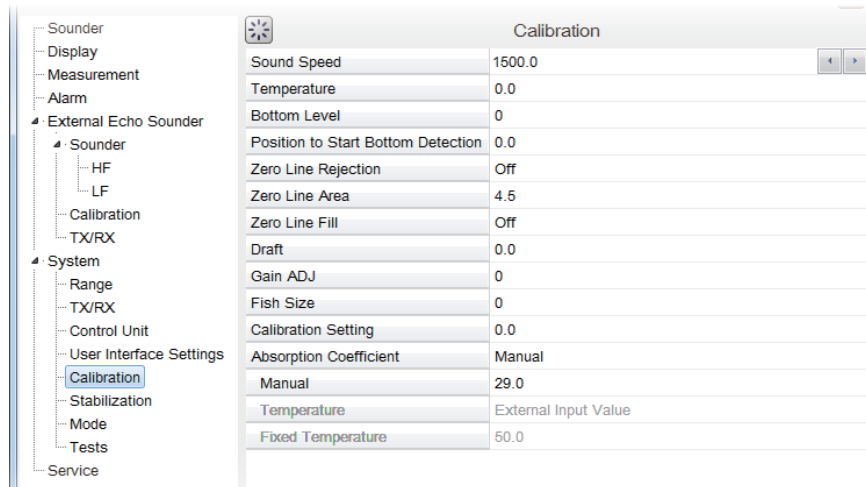 Sounder
Display
Measurement
Alarm
External Echo Sounder
Sounder
HF
LF
Calibration
TX/RX
System
Range
TX/RX
Control Unit
User Interface Settings
Calibration
Stabilization
Mode
Tests
Service
Calibration
Sound Speed 1500.0
Temperature 0.0
Bottom Level 0
Position to Start Bottom Detection 0.0
Zero Line Rejection Off
Zero Line Area 4.5
Zero Line Fill Off
Draft 0.0
Gain ADJ 0
Fish Size 0
Calibration Setting 0.0
Absorption Coefficient Manual
Manual 29.0
Temperature External Input Value
Fixed Temperature 50.0